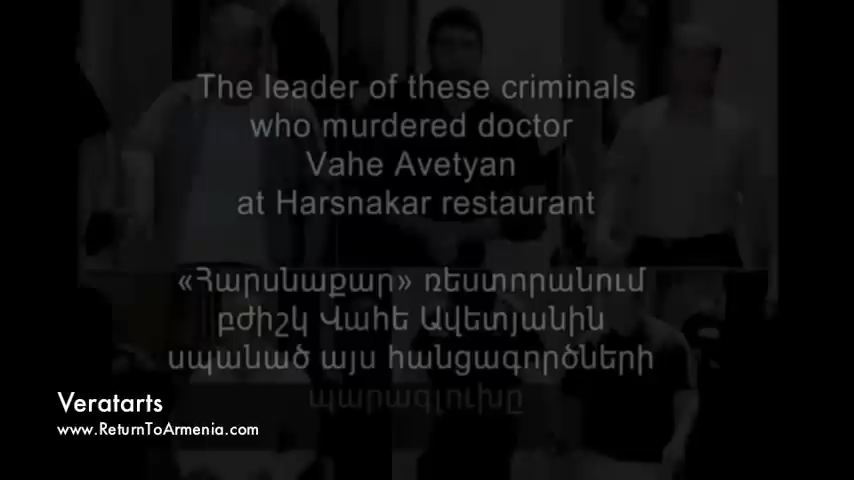 The leader of these criminals
who murdered doctor
Vahe Avetyan
at Harsnakar restaurant
«Հարսնաքար» ռեստորանում
բժիշկ Վահե Ավետյանին
սպանած այս հանցագործների
պարագլուխը
Veratarts
www.ReturnToArmenia.com